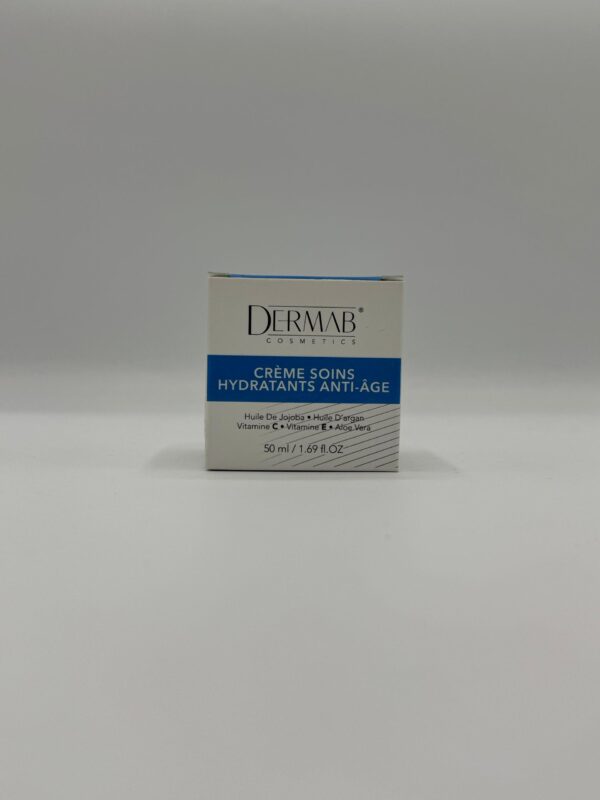 DERMAB®
COSMETICS
CRÈME SOINS
HYDRATANTS ANTI-ÂGE
Huile De Jojoba • Huile D'argan
Vitamine C • Vitamine E • Aloe Vera
50 ml / 1.69 fl.OZ